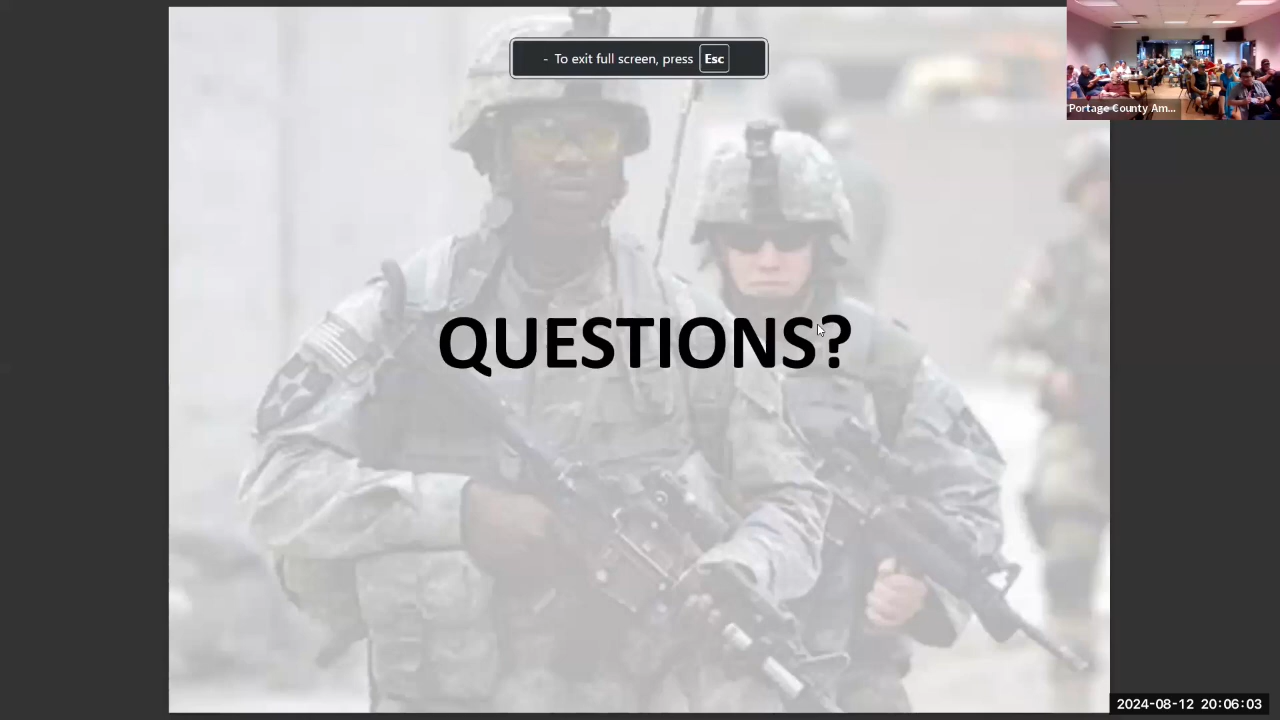 - To exit full screen, press Esc
Portage County Am...
QUESTIONS?
2024-08-12 20:06:03